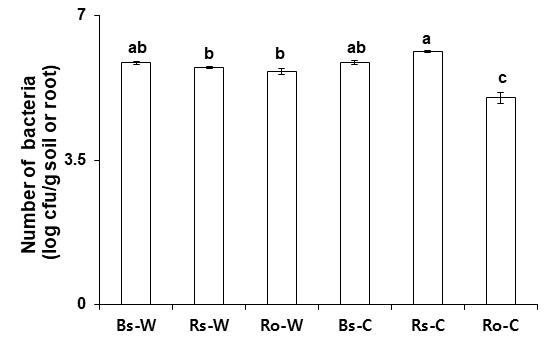 Number of bacteria
(log cfu/g soil or root)
7
3.5
0
ab
b
b
ab
a
c
Bs-W
Rs-W
Ro-W
Bs-C
Rs-C
Ro-C